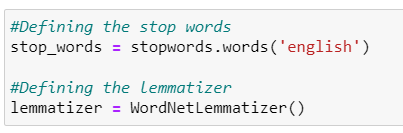 #Defining the stop words
stop_words = stopwords.words('english')
#Defining the lemmatizer
lemmatizer = WordNetLemmatizer()